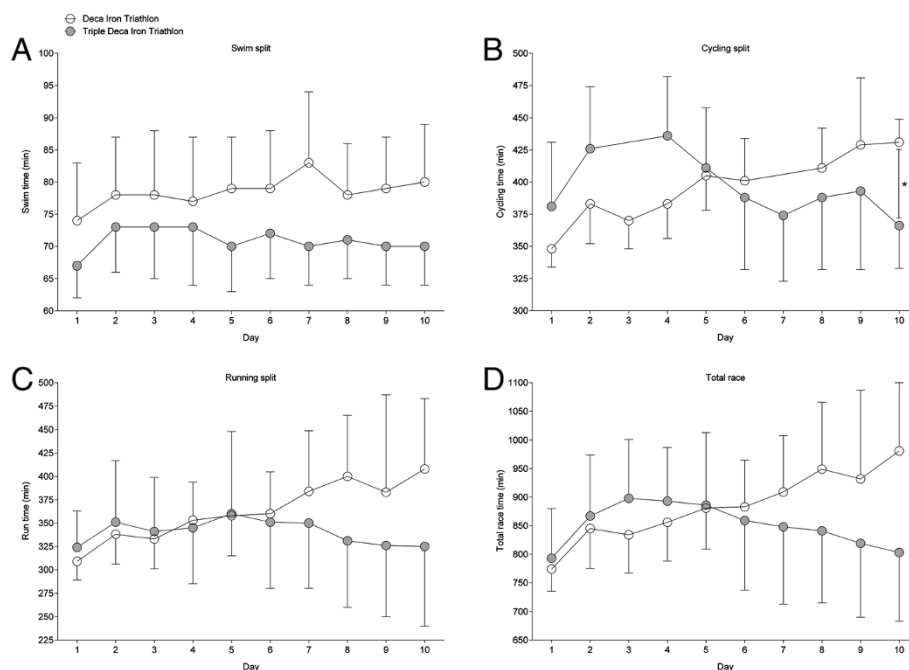 Deca Iron Triathlon
Triple Deca Iron Triathlon
A
Swim split
100
95
90
85
80
75
70
65
60
Swim time (min)
1 2 3 4 5 6 7 8 9 10
Day
B
Cycling split
500
475
450
425
400
375
350
325
300
Cycling time (min)
*
1 2 3 4 5 6 7 8 9 10
Day
C
Running split
500
475
450
425
400
375
350
325
300
275
250
225
Run time (min)
1 2 3 4 5 6 7 8 9 10
Day
D
Total race
1100
1050
1000
950
900
850
800
750
700
650
Total race time (min)
1 2 3 4 5 6 7 8 9 10
Day